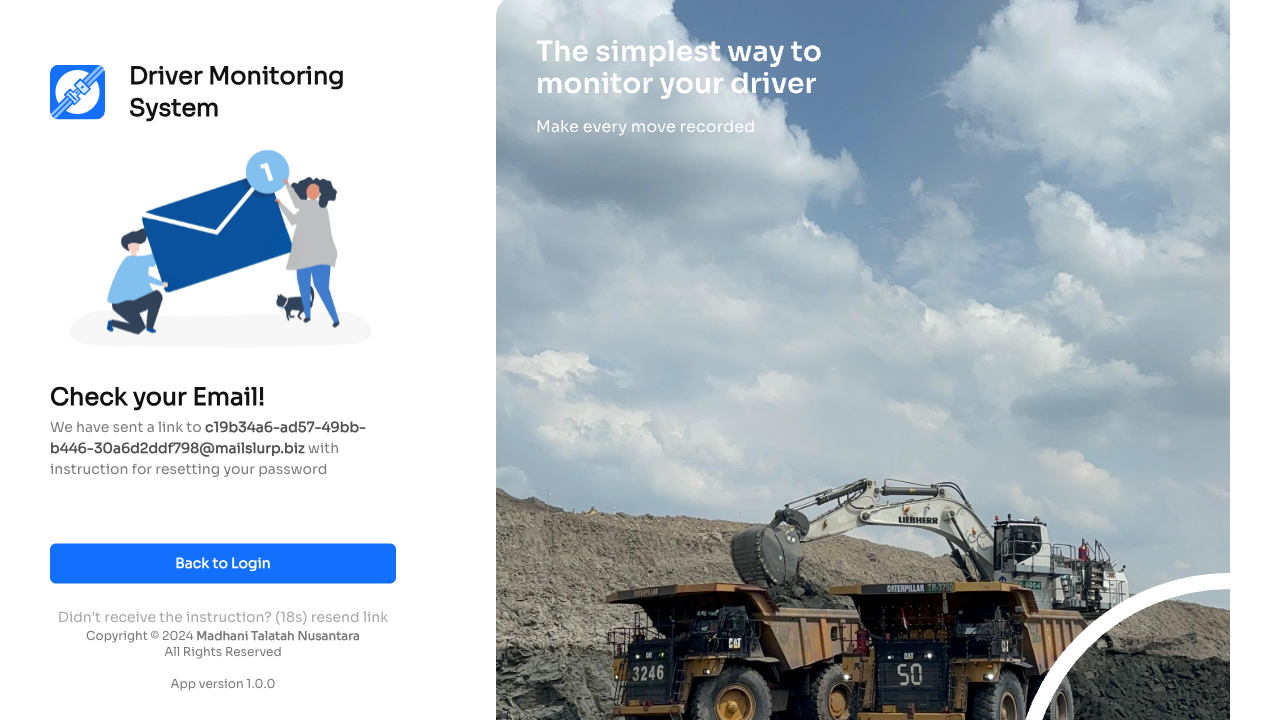 Driver Monitoring
System
1
Check your Email!
We have sent a link to c19b34a6-ad57-49bb-
b446-30a6d2ddf798@mailslurp.biz with
instruction for resetting your password
Back to Login
Didn't receive the instruction? (18s) resend link
Copyright © 2024 Madhani Talatah Nusantara
All Rights Reserved
App version 1.0.0
The simplest way to
monitor your driver
Make every move recorded
LIEBHERR
CATERPILLAR
CATERPILLAR
CAT
CAT
3246
50